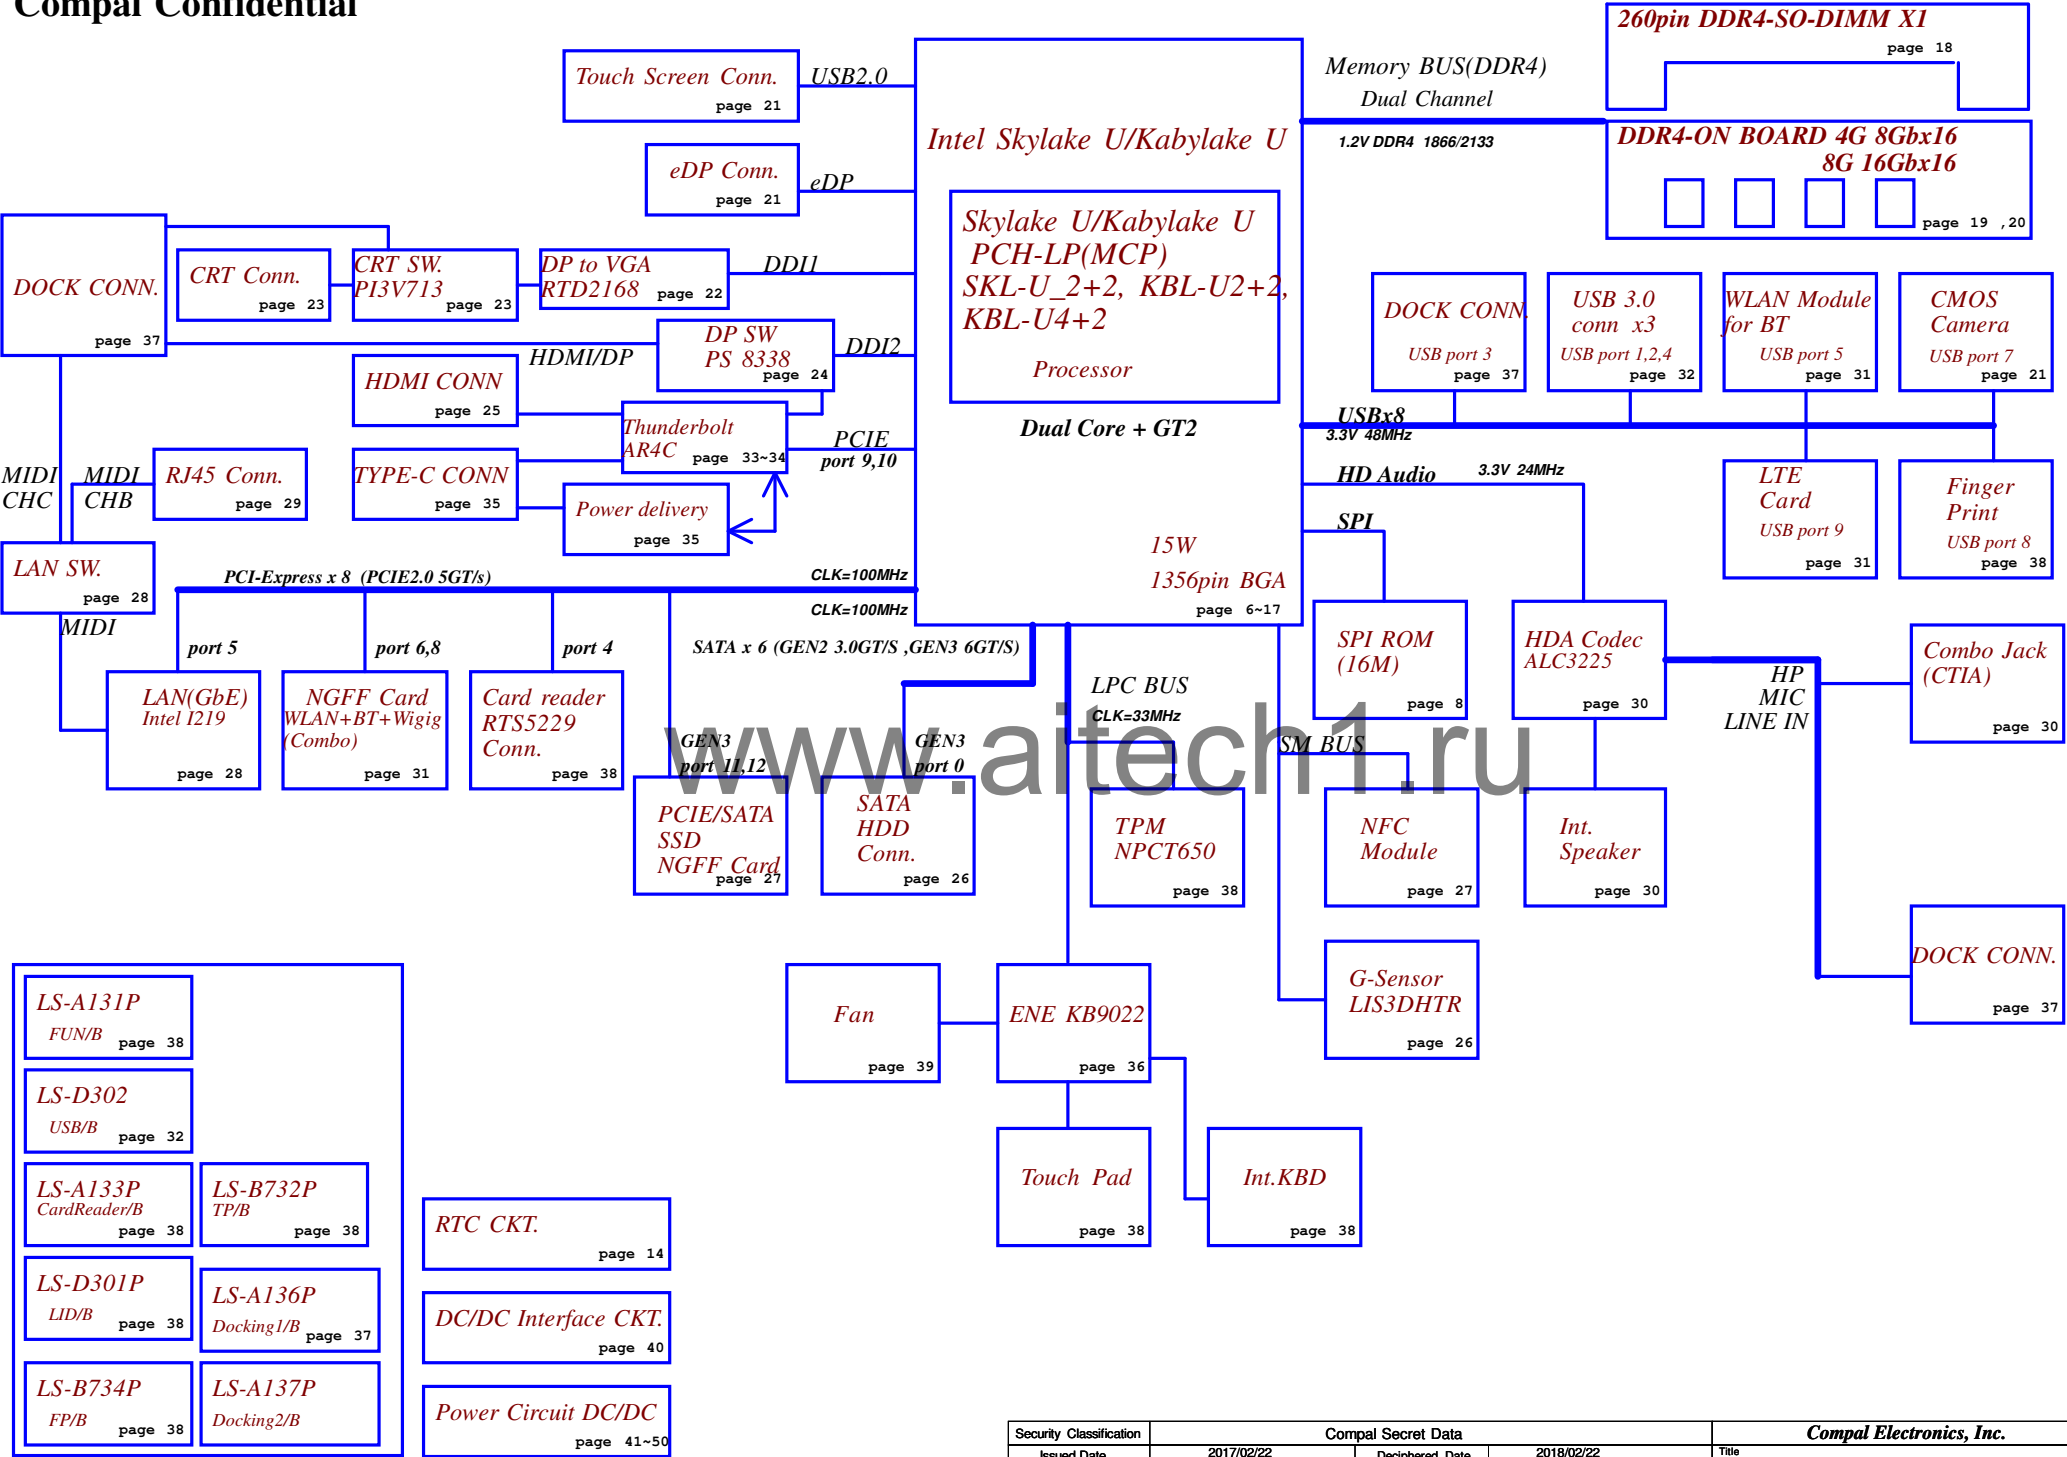 Compal Confidential
260pin DDR4-SO-DIMM X1
page 18
Touch Screen Conn.
page 21
USB2.0
Memory BUS(DDR4)
Dual Channel
1.2V DDR4 1866/2133
DDR4-ON BOARD 4G 8Gbx16
8G 16Gbx16
page 19 ,20
Intel Skylake U/Kabylake U
eDP Conn.
page 21
eDP
Skylake U/Kabylake U
PCH-LP(MCP)
SKL-U_2+2, KBL-U2+2,
KBL-U4+2
Processor
Dual Core + GT2
15W
1356pin BGA
page 6~17
DOCK CONN.
page 37
CRT Conn.
page 23
CRT SW.
PI3V713
page 23
DP to VGA
RTD2168
page 22
DDI1
DP SW
PS 8338
page 24
DDI2
HDMI/DP
HDMI CONN
page 25
Thunderbolt
AR4C
page 33~34
PCIE
port 9,10
TYPE-C CONN
page 35
Power delivery
page 35
MIDI
CHC
MIDI
CHB
RJ45 Conn.
page 29
LAN SW.
page 28
MIDI
DOCK CONN.
USB port 3
page 37
USB 3.0
conn x3
USB port 1,2,4
page 32
WLAN Module
for BT
USB port 5
page 31
CMOS
Camera
USB port 7
page 21
USBx8
3.3V 48MHz
HD Audio
3.3V 24MHz
SPI
LTE
Card
USB port 9
page 31
Finger
Print
USB port 8
page 38
PCI-Express x 8 (PCIE2.0 5GT/s)
CLK=100MHz
CLK=100MHz
port 5
port 6,8
port 4
SATA x 6 (GEN2 3.0GT/S ,GEN3 6GT/S)
LAN(GbE)
Intel I219
page 28
NGFF Card
WLAN+BT+Wigig
(Combo)
page 31
Card reader
RTS5229
Conn.
page 38
GEN3
port 11,12
GEN3
port 0
LPC BUS
CLK=33MHz
SM BUS
SPI ROM
(16M)
page 8
HDA Codec
ALC3225
page 30
HP
MIC
LINE IN
Combo Jack
(CTIA)
page 30
www.aitech1.ru
PCIE/SATA
SSD
NGFF Card
page 27
SATA
HDD
Conn.
page 26
TPM
NPCT650
page 38
NFC
Module
page 27
Int.
Speaker
page 30
DOCK CONN.
page 37
Fan
page 39
ENE KB9022
page 36
G-Sensor
LIS3DHTR
page 26
Touch Pad
page 38
Int.KBD
page 38
LS-A131P
FUN/B
page 38
LS-D302
USB/B
page 32
LS-A133P
CardReader/B
page 38
LS-B732P
TP/B
page 38
LS-D301P
LID/B
page 38
LS-A136P
Docking1/B
page 37
LS-B734P
FP/B
page 38
LS-A137P
Docking2/B
RTC CKT.
page 14
DC/DC Interface CKT.
page 40
Power Circuit DC/DC
page 41~50
Security Classification
Compal Secret Data
Compal Electronics, Inc.
Issued Date
2017/02/22
Deciphered Date
2018/02/22
Title